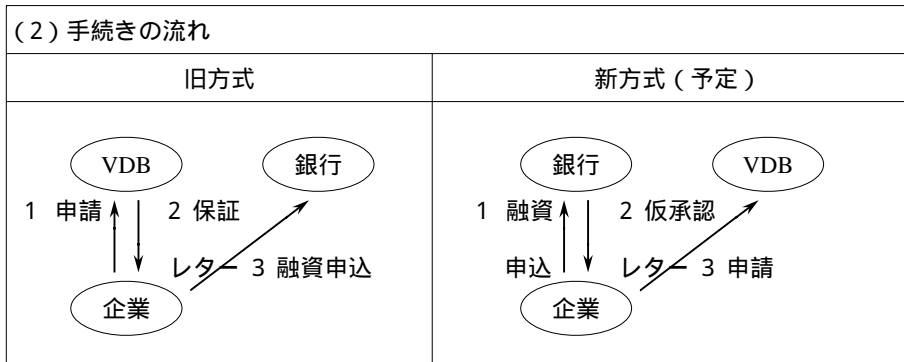 (2)手続きの流れ
旧方式
新方式(予定)
VDB
銀行
1 申請
2 保証
レター 3 融資申込
企業
銀行
VDB
1 融資
2 仮承認
申込
レター 3 申請
企業